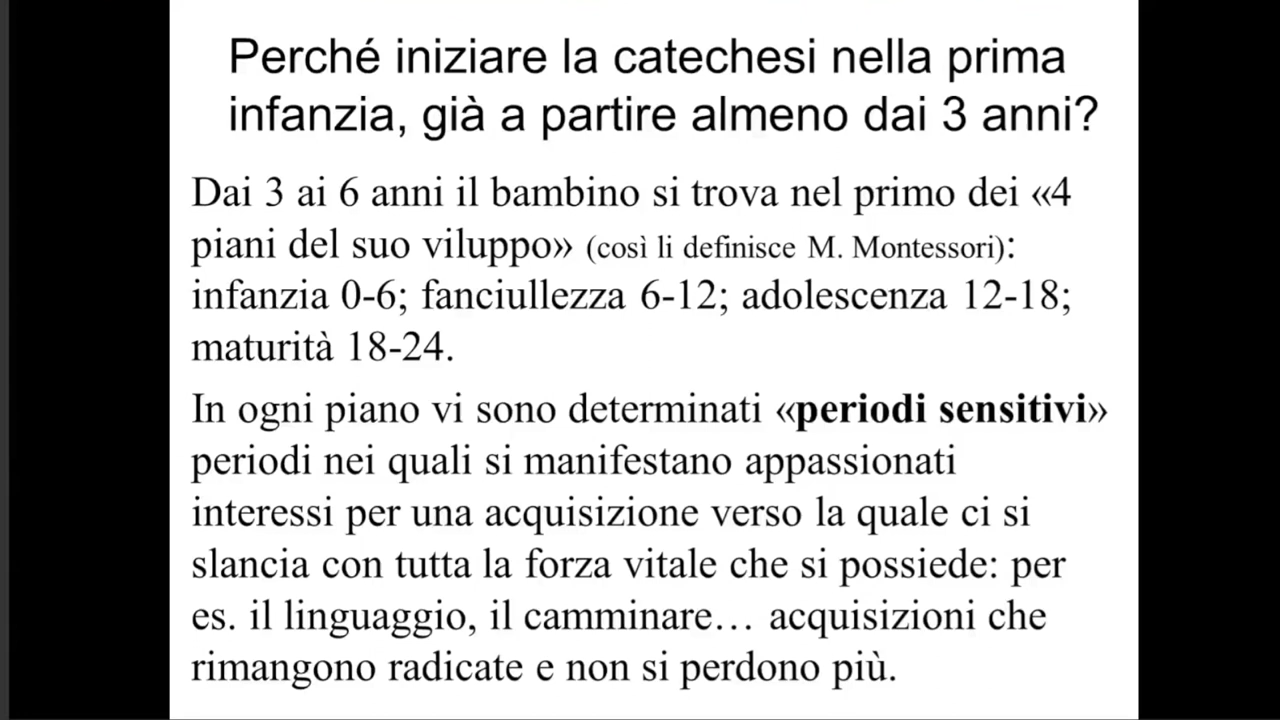 Perché iniziare la catechesi nella prima
infanzia, già a partire almeno dai 3 anni?
Dai 3 ai 6 anni il bambino si trova nel primo dei «4
piani del suo viluppo» (così li definisce M. Montessori):
infanzia 0-6; fanciullezza 6-12; adolescenza 12-18;
maturità 18-24.
In ogni piano vi sono determinati «periodi sensitivi»
periodi nei quali si manifestano appassionati
interessi per una acquisizione verso la quale ci si
slancia con tutta la forza vitale che si possiede: per
es. il linguaggio, il camminare… acquisizioni che
rimangono radicate e non si perdono più.